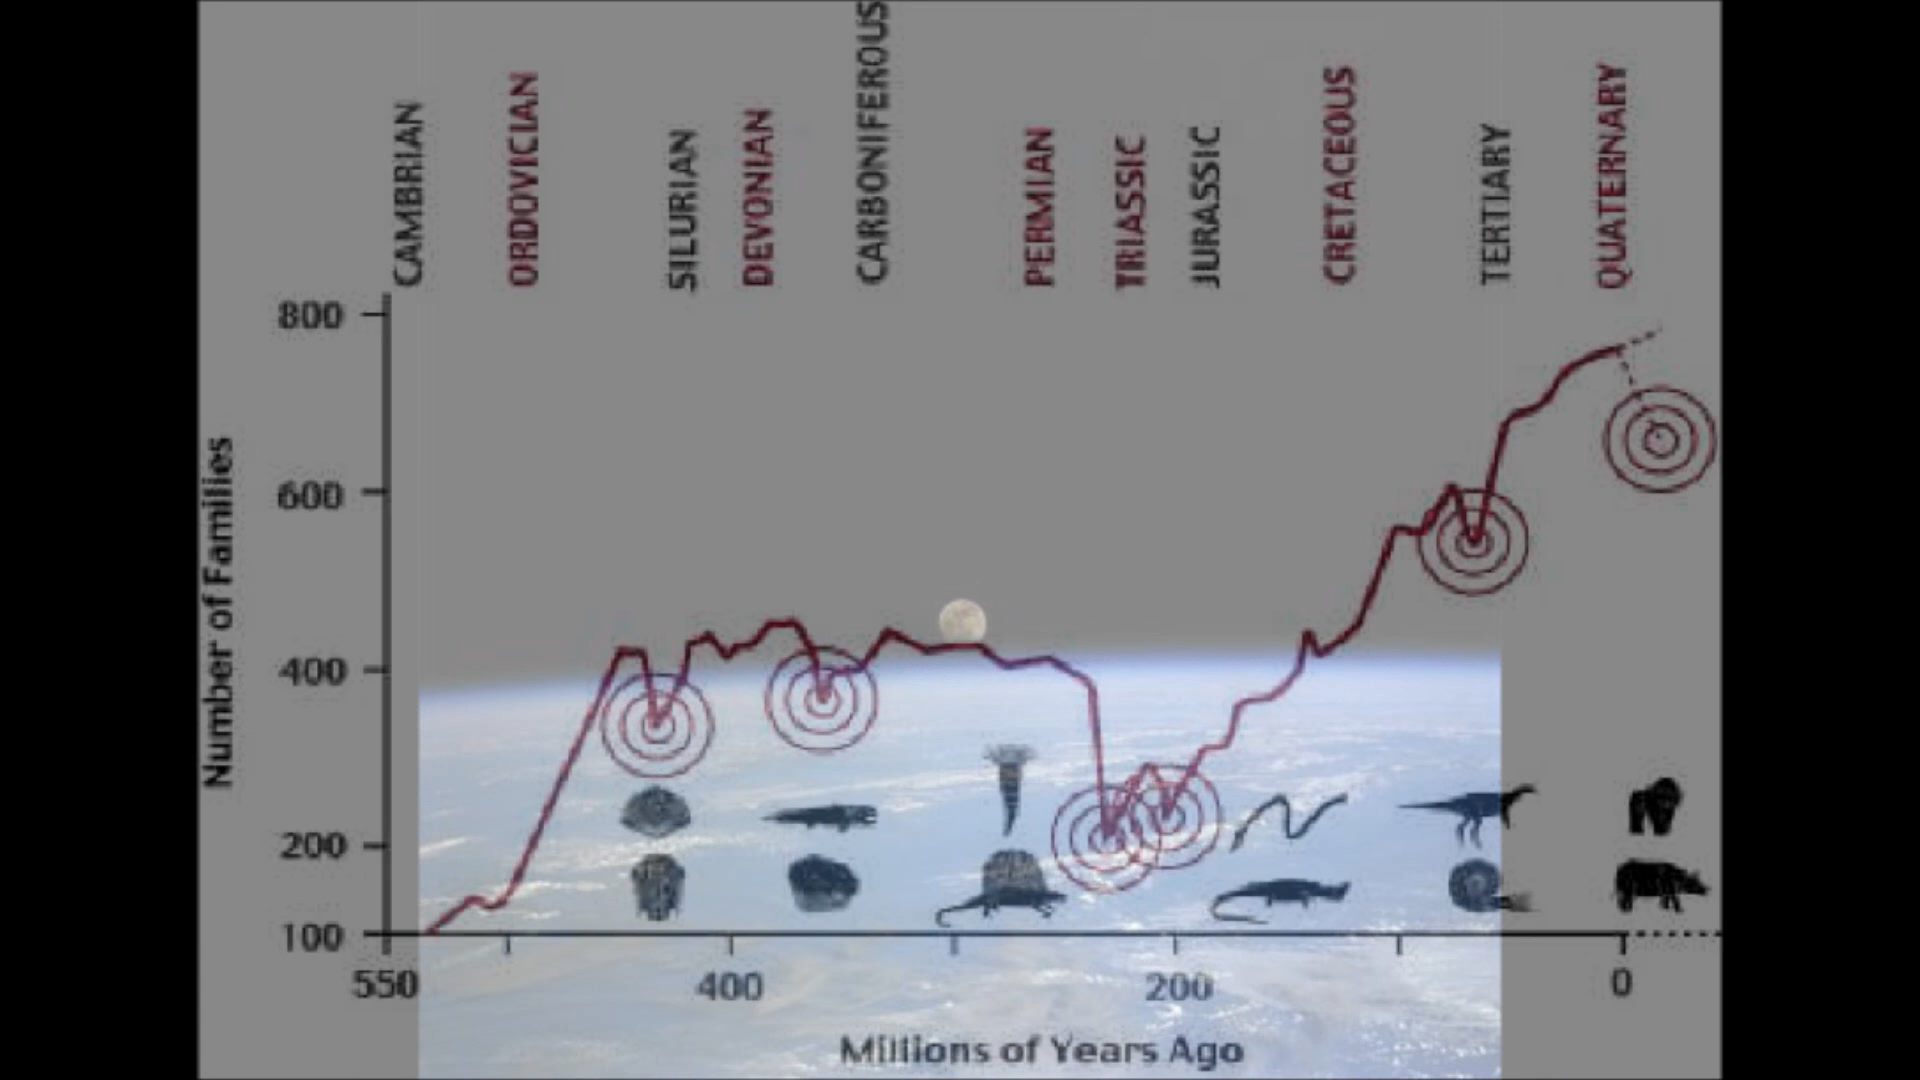 CAMBRIAN
ORDOVICIAN
SILURIAN
DEVONIAN
CARBONIFEROUS
PERMIAN
TRIASSIC
JURASSIC
CRETACEOUS
TERTIARY
QUATERNARY
800
600
400
200
100
Number of Families
550
400
200
0
Millions of Years Ago